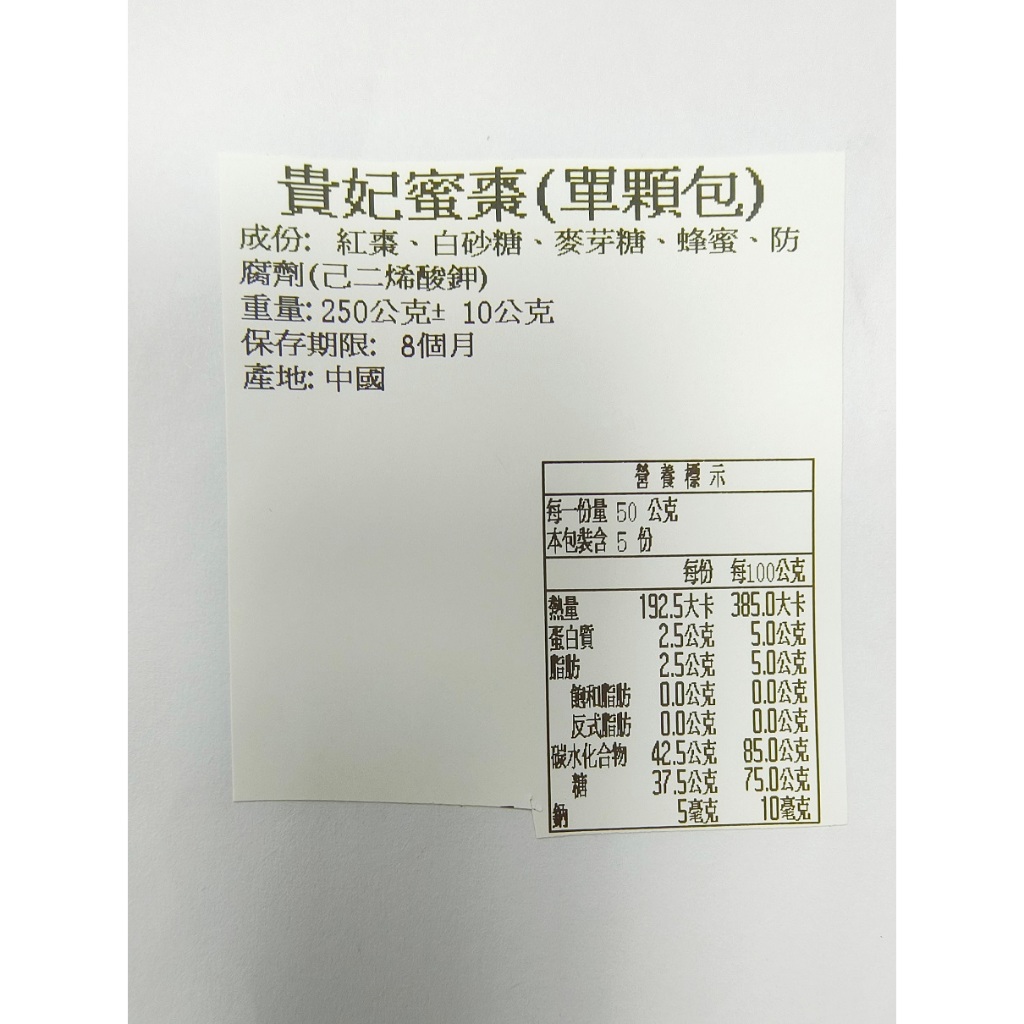 貴妃蜜棗(單顆包)
成份: 紅棗、白砂糖、麥芽糖、蜂蜜、防
腐劑(己二烯酸鉀)
重量:250公克± 10公克
保存期限: 8個月
產地:中國
營養標示
每一份量 50 公克
本包裝含 5 份
每份 每100公克
熱量 192.5大卡 385.0大卡
蛋白質 2.5公克 5.0公克
脂肪 2.5公克 5.0公克
飽和脂肪 0.0公克 0.0公克
反式脂肪 0.0公克 0.0公克
碳水化合物 42.5公克 85.0公克
糖 37.5公克 75.0公克
鈉 5毫克 10毫克